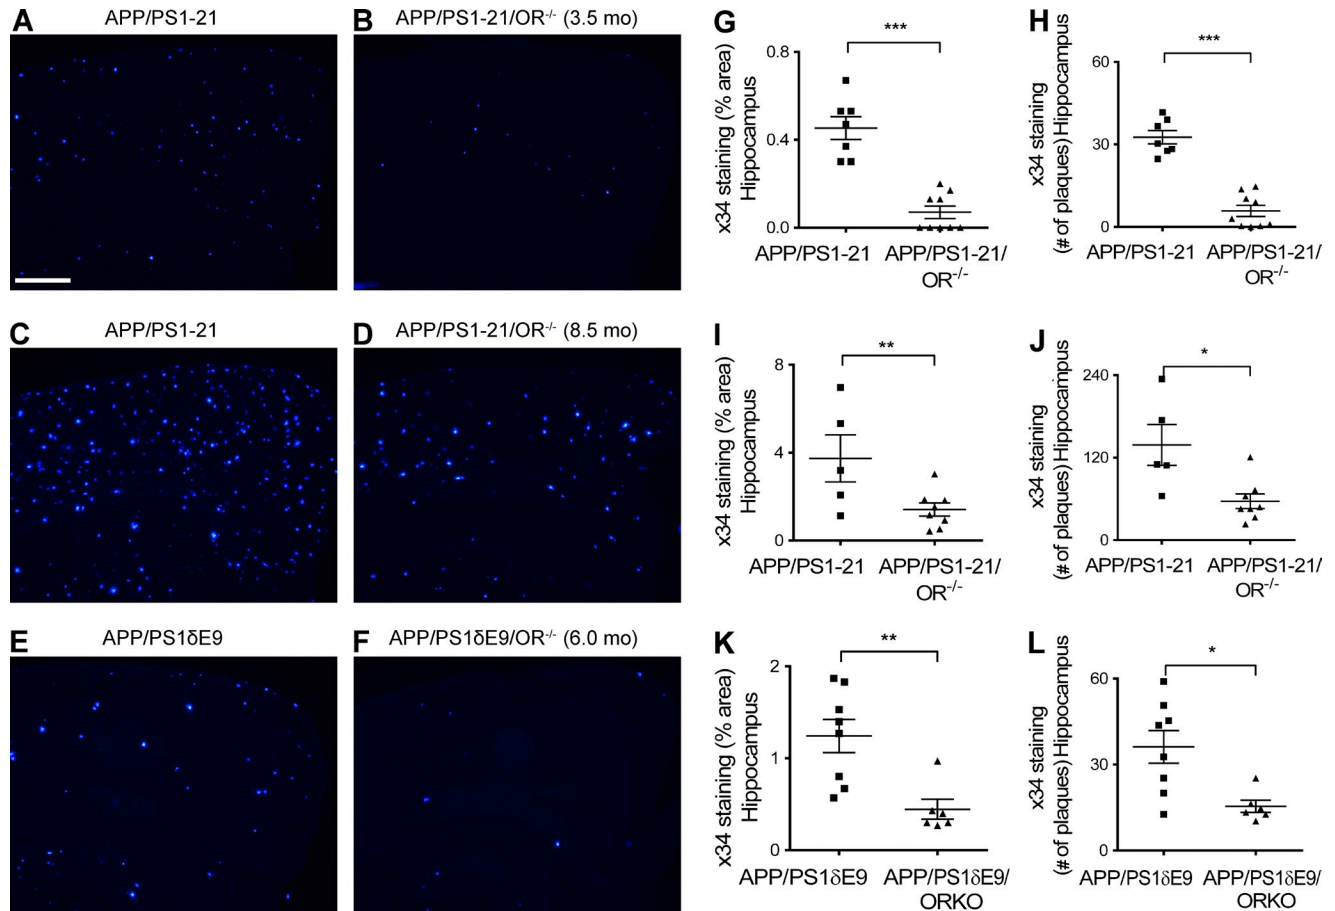 A APP/PS1-21
B APP/PS1-21/OR-/- (3.5 mo)
C APP/PS1-21
D APP/PS1-21/OR-/- (8.5 mo)
E APP/PS1δE9
F APP/PS1δE9/OR-/- (6.0 mo)
G
***
x34 staining (% area)
Hippocampus
0.8
0.4
0.0
APP/PS1-21
APP/PS1-21/
OR-/-
H
***
x34 staining
(# of plaques) Hippocampus
60
30
0
APP/PS1-21
APP/PS1-21/
OR-/-
I
**
x34 staining (% area)
Hippocampus
8
4
0
APP/PS1-21
APP/PS1-21/
OR-/-
J
*
x34 staining
(# of plaques) Hippocampus
240
120
0
APP/PS1-21
APP/PS1-21/
OR-/-
K
**
x34 staining (% area)
Hippocampus
2
1
0
APP/PS1δE9
APP/PS1δE9/
ORKO
L
*
x34 staining
(# of plaques) Hippocampus
60
30
0
APP/PS1δE9
APP/PS1δE9/
ORKO